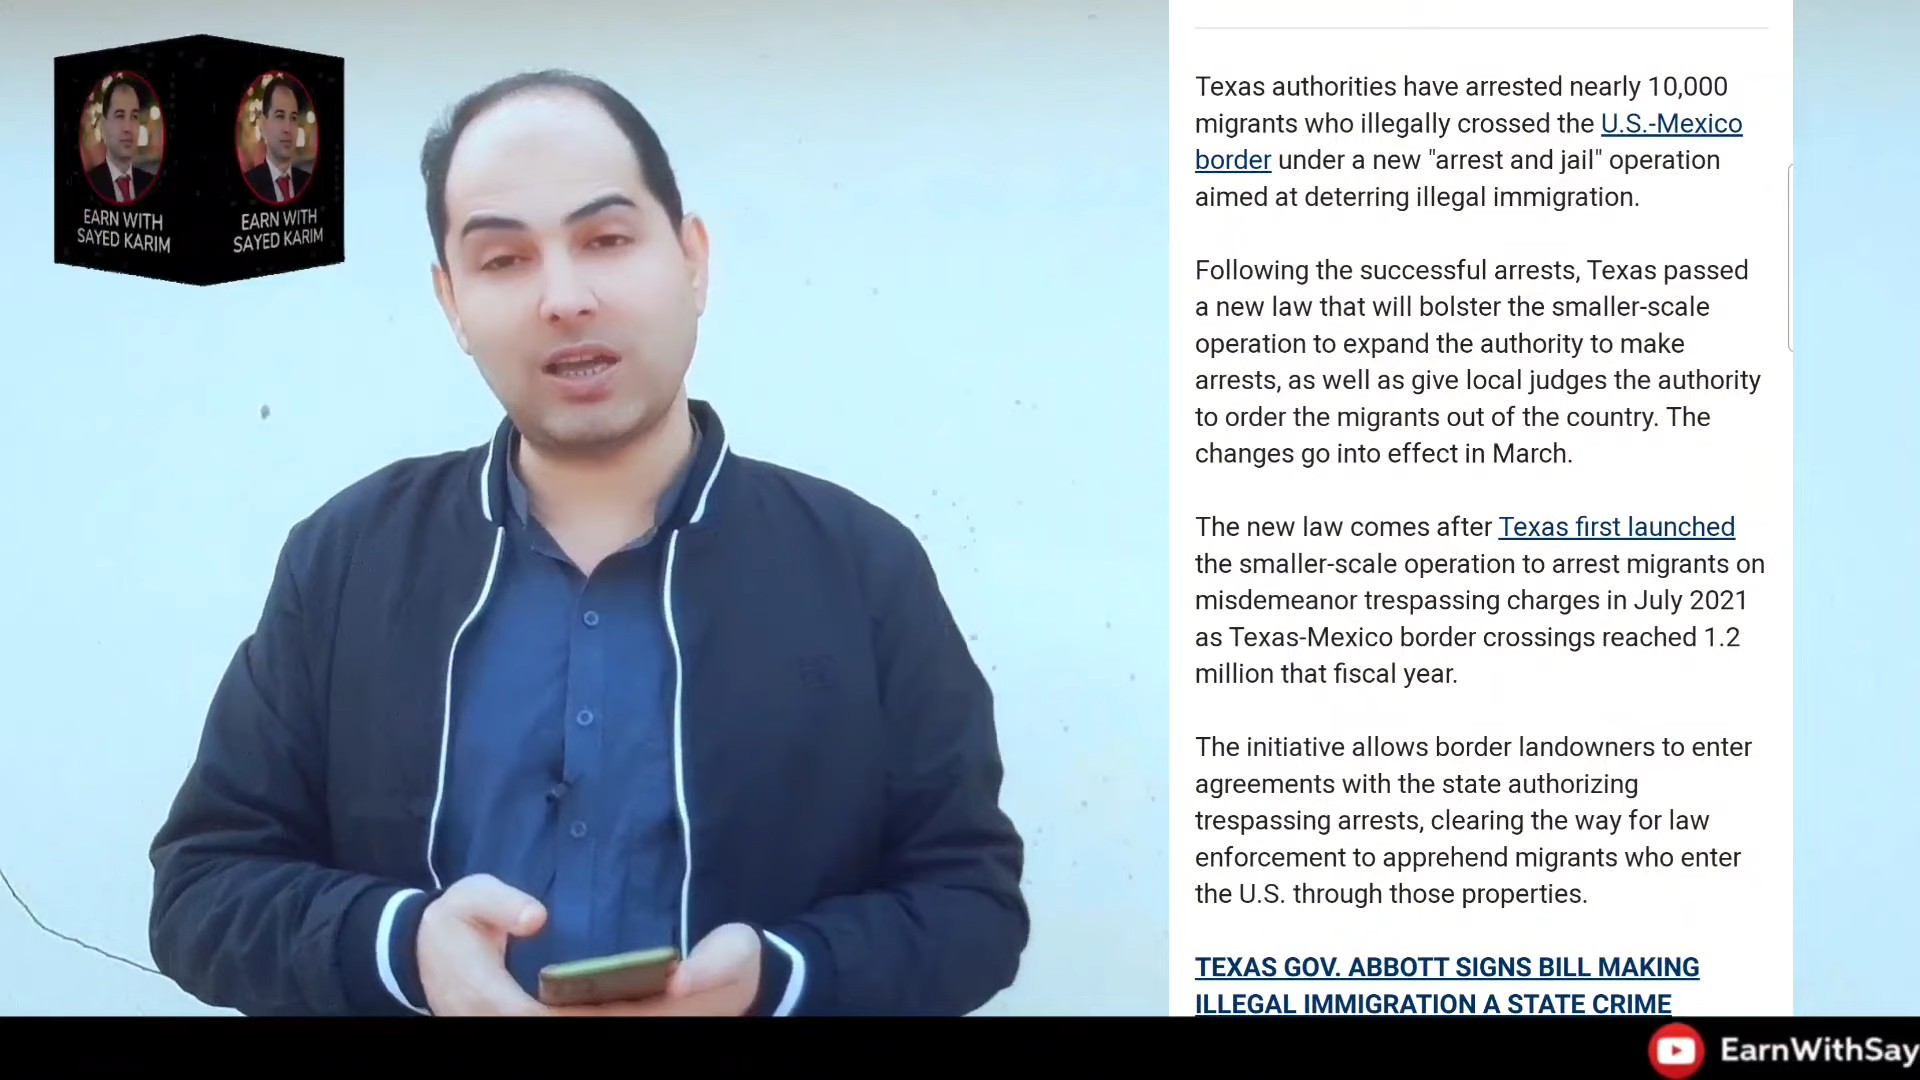 EARN WITH
SAYED KARIM
EARN WITH
SAYED KARIM
Texas authorities have arrested nearly 10,000
migrants who illegally crossed the U.S.-Mexico
border under a new "arrest and jail" operation
aimed at deterring illegal immigration.
Following the successful arrests, Texas passed
a new law that will bolster the smaller-scale
operation to expand the authority to make
arrests, as well as give local judges the authority
to order the migrants out of the country. The
changes go into effect in March.
The new law comes after Texas first launched
the smaller-scale operation to arrest migrants on
misdemeanor trespassing charges in July 2021
as Texas-Mexico border crossings reached 1.2
million that fiscal year.
The initiative allows border landowners to enter
agreements with the state authorizing
trespassing arrests, clearing the way for law
enforcement to apprehend migrants who enter
the U.S. through those properties.
TEXAS GOV. ABBOTT SIGNS BILL MAKING
ILLEGAL IMMIGRATION A STATE CRIME
EarnWithSay